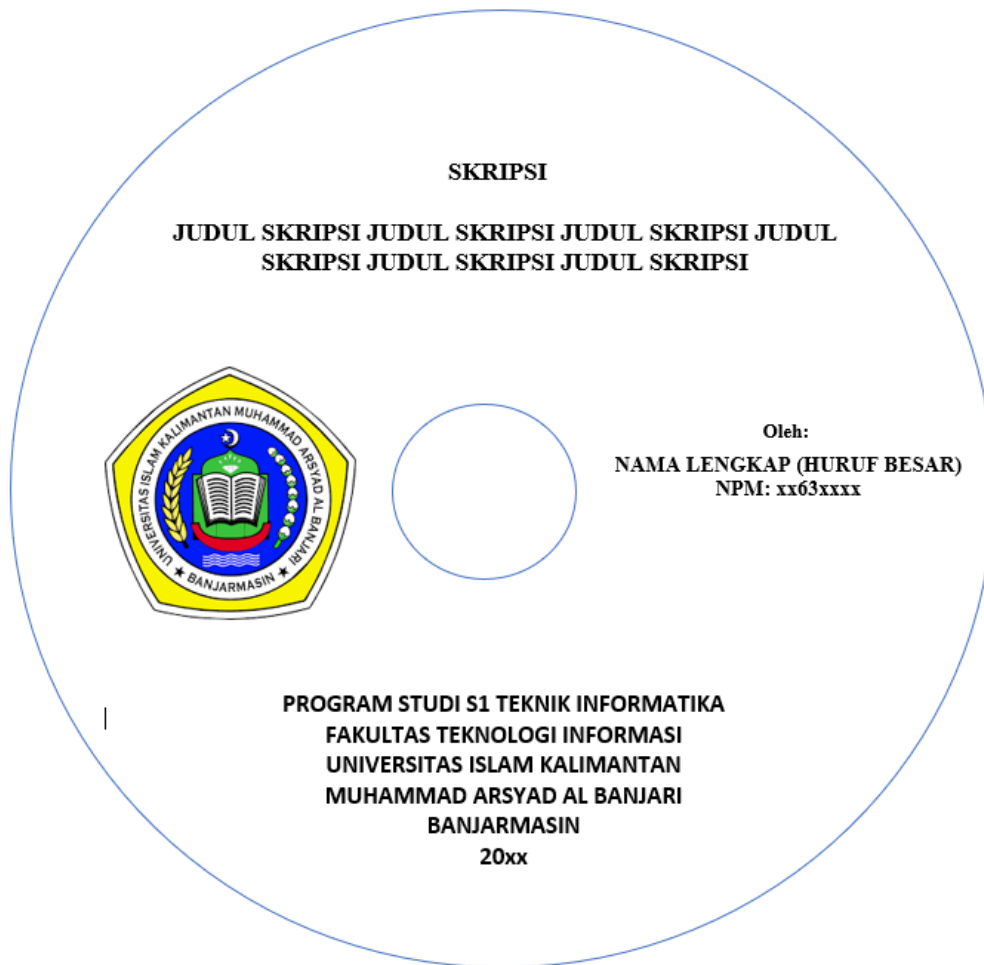 SKRIPSI
JUDUL SKRIPSI JUDUL SKRIPSI JUDUL SKRIPSI JUDUL
SKRIPSI JUDUL SKRIPSI JUDUL SKRIPSI
UNIVERSITAS ISLAM KALIMANTAN MUHAMMAD ARSYAD AL BANJARI
★ BANJARMASIN ★
Oleh:
NAMA LENGKAP (HURUF BESAR)
NPM: xx63xxxx
PROGRAM STUDI S1 TEKNIK INFORMATIKA
FAKULTAS TEKNOLOGI INFORMASI
UNIVERSITAS ISLAM KALIMANTAN
MUHAMMAD ARSYAD AL BANJARI
BANJARMASIN
20xx